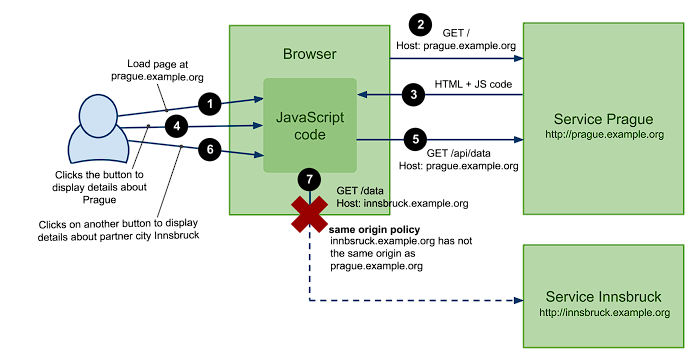 2
GET /
Host: prague.example.org
Browser
Load page at
prague.example.org
1
3
HTML + JS code
JavaScript
code
Service Prague
http://prague.example.org
4
5
6
GET /api/data
Host: prague.example.org
Clicks the button to
display details about
Prague
7
GET /data
Host: innsbruck.example.org
Clicks on another button to display
details about partner city Innsbruck
same origin policy
innbsruck.example.org has not
the same origin as
prague.example.org
Service Innsbruck
http://innsbruck.example.org